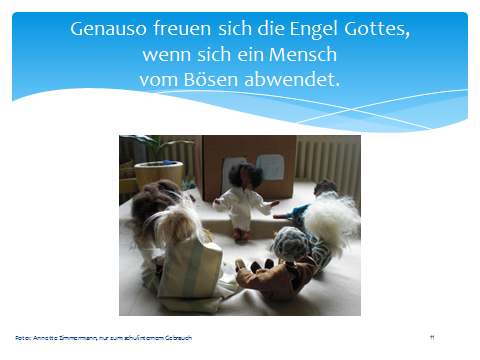 Genauso freuen sich die Engel Gottes,
wenn sich ein Mensch
vom Bösen abwendet.
Foto: Annette Zimmermann, nur zum schulinternem Gebrauch
11